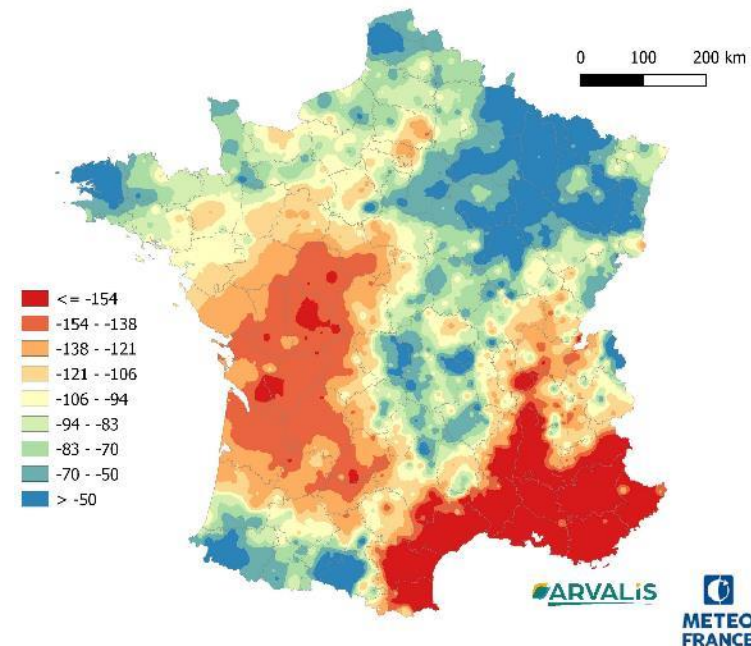 0 100 200 km
<= -154
-154 - -138
-138 - -121
-121 - -106
-106 - -94
-94 - -83
-83 - -70
-70 - -50
> -50
ARVALIS
METEO
FRANCE